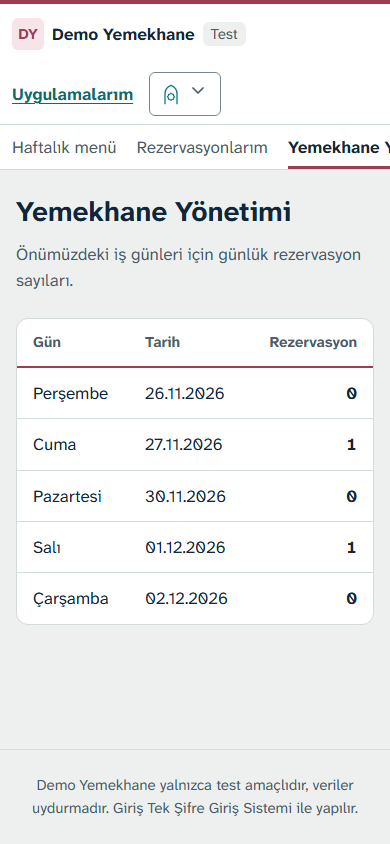 DY Demo Yemekhane Test
Uygulamalarım
Haftalık menü Rezervasyonlarım Yemekhane Y
Yemekhane Yönetimi
Önümüzdeki iş günleri için günlük rezervasyon
sayıları.
Gün Tarih Rezervasyon
Perşembe 26.11.2026 0
Cuma 27.11.2026 1
Pazartesi 30.11.2026 0
Salı 01.12.2026 1
Çarşamba 02.12.2026 0
Demo Yemekhane yalnızca test amaçlıdır, veriler
uydurmadır. Giriş Tek Şifre Giriş Sistemi ile yapılır.